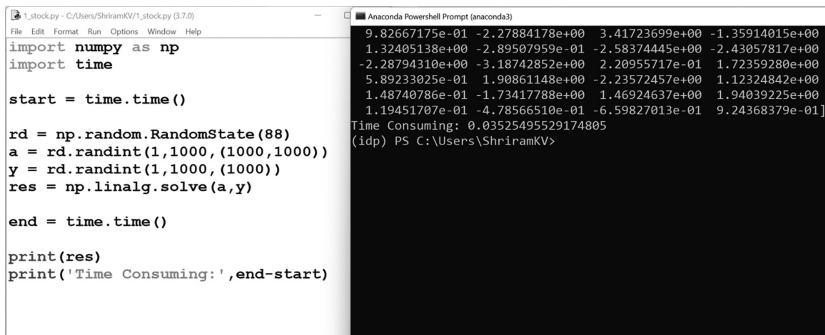 1_stock.py - C:/Users/ShriramKV/1_stock.py (3.7.0)
File Edit Format Run Options Window Help
import numpy as np
import time
start = time.time()
rd = np.random.RandomState(88)
a = rd.randint(1,1000,(1000,1000))
y = rd.randint(1,1000,(1000))
res = np.linalg.solve(a,y)
end = time.time()
print(res)
print('Time Consuming:',end-start)
Anaconda Powershell Prompt (anaconda3)
9.82667175e-01 -2.27884178e+00 3.41723699e+00 -1.35914015e+00
1.32405138e+00 -2.89507959e-01 -2.58374445e+00 -2.43057817e+00
-2.28794310e+00 -3.18742852e+00 2.20955717e-01 1.72359280e+00
5.89233025e-01 1.90861148e+00 -2.23572457e+00 1.12324842e+00
1.48740786e-01 -1.73417788e+00 1.46924637e+00 1.94039225e+00
1.19451707e-01 -4.78566510e-01 -6.59827013e-01 9.24368379e-01]
Time Consuming: 0.03525495529174805
(idp) PS C:\Users\ShriramKV>